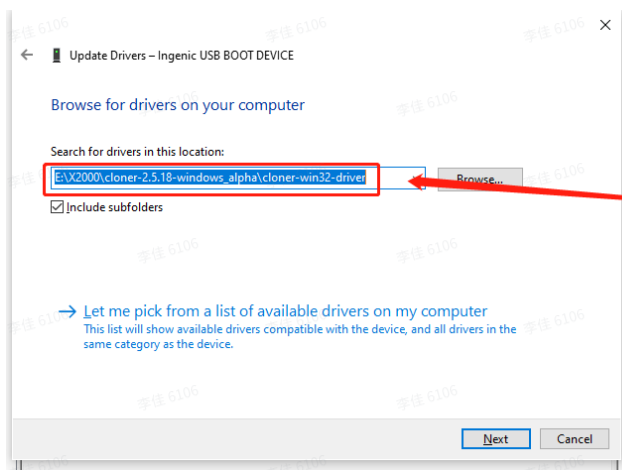 Update Drivers – Ingenic USB BOOT DEVICE
Browse for drivers on your computer
Search for drivers in this location:
E:\X2000\cloner-2.5.18-windows_alpha\cloner-win32-driver
Browse...
Include subfolders
Let me pick from a list of available drivers on my computer
This list will show available drivers compatible with the device, and all drivers in the
same category as the device.
Next
Cancel
李佳 6106